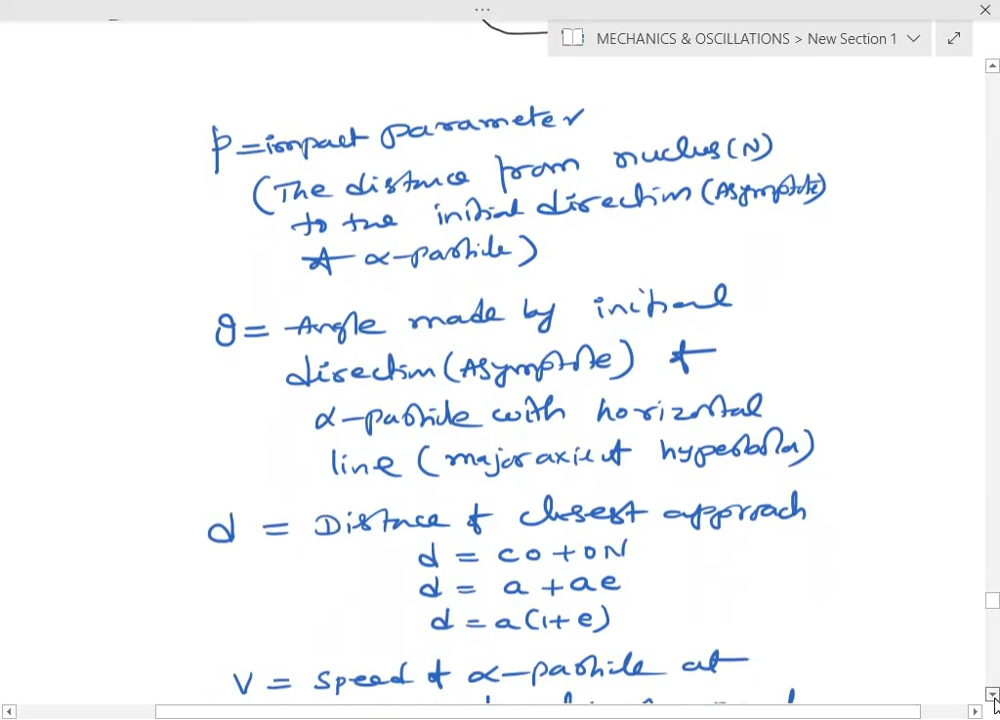 MECHANICS & OSCILLATIONS > New Section 1
p = impact parameter
(The distance from nucleus (N)
to the initial direction (Asymptote)
of α-particle)
θ = Angle made by initial
direction (Asymptote) of
α-particle with horizontal
line (major axis of hyperbola)
d = Distance of closest approach
d = co + ON
d = a + ae
d = a(1+e)
V = speed of α-particle at